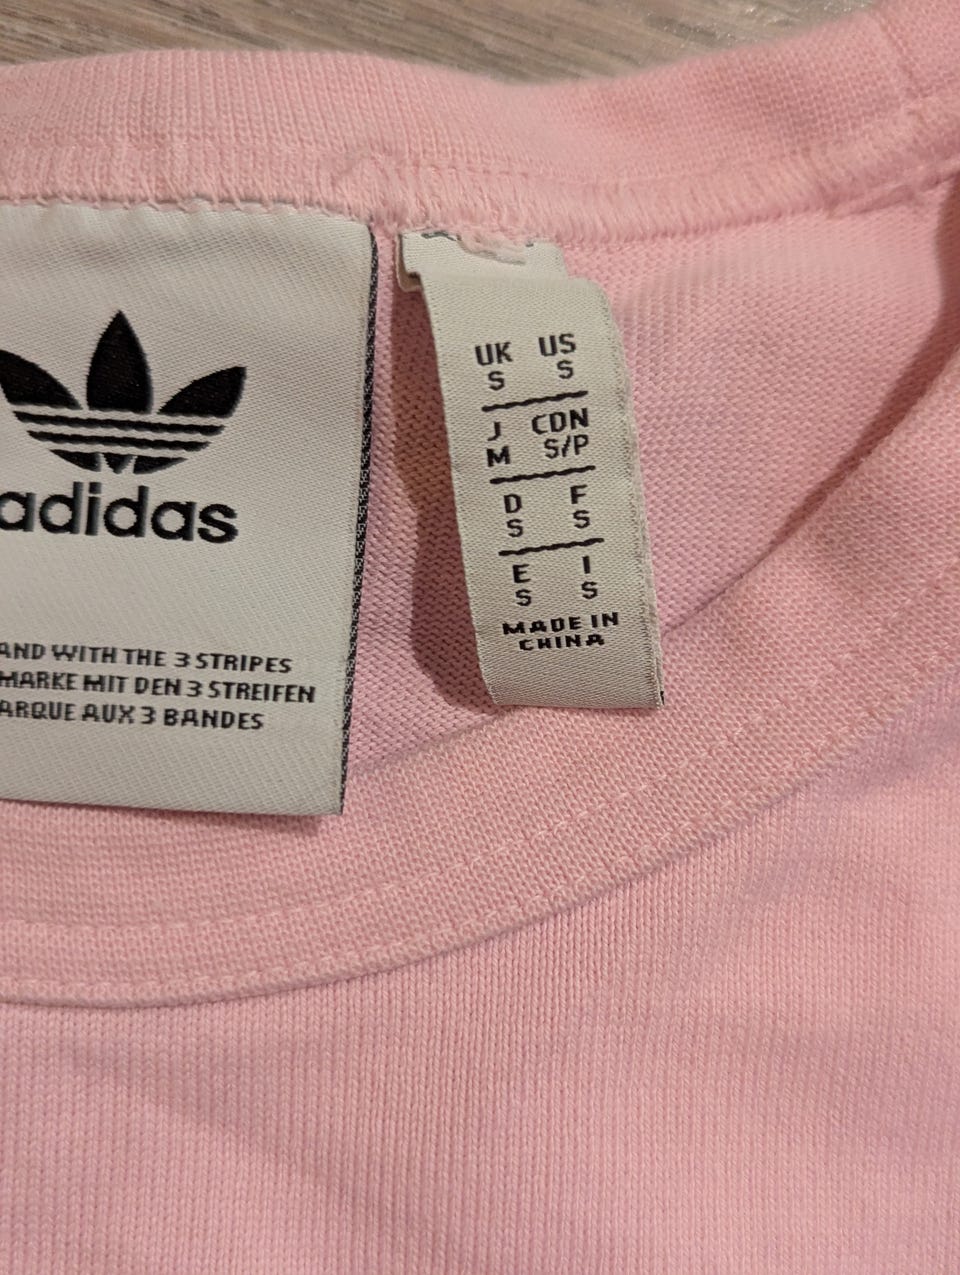 adidas
AND WITH THE 3 STRIPES
MARKE MIT DEN 3 STREIFEN
ARQUE AUX 3 BANDES
UK US
S S
J CDN
M S/P
D F
S S
E I
S S
MADE IN
CHINA